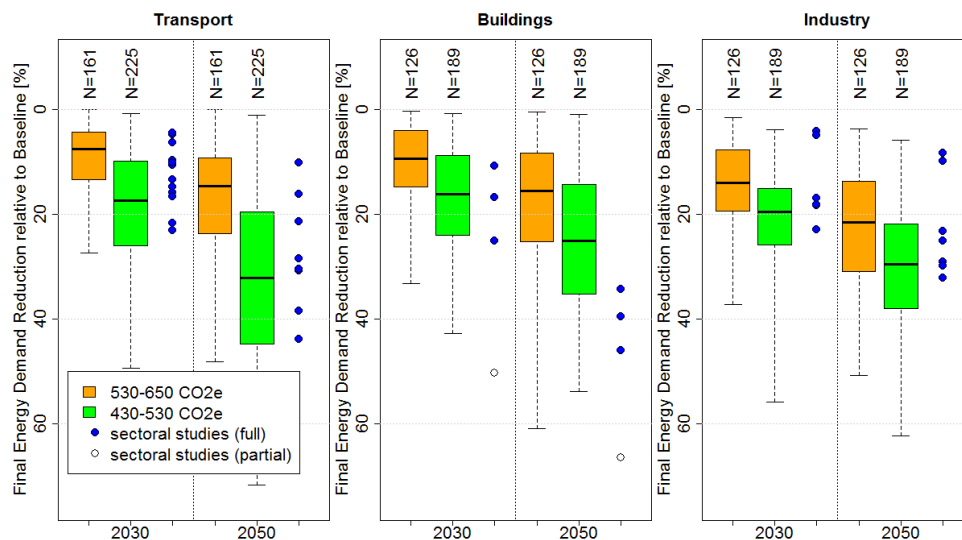 Transport
Buildings
Industry
Final Energy Demand Reduction relative to Baseline [%]
0
20
40
60
N=161
N=225
N=161
N=225
530-650 CO2e
430-530 CO2e
sectoral studies (full)
sectoral studies (partial)
2030
2050
Final Energy Demand Reduction relative to Baseline [%]
0
20
40
60
N=126
N=189
N=126
N=189
2030
2050
Final Energy Demand Reduction relative to Baseline [%]
0
20
40
60
N=126
N=189
N=126
N=189
2030
2050